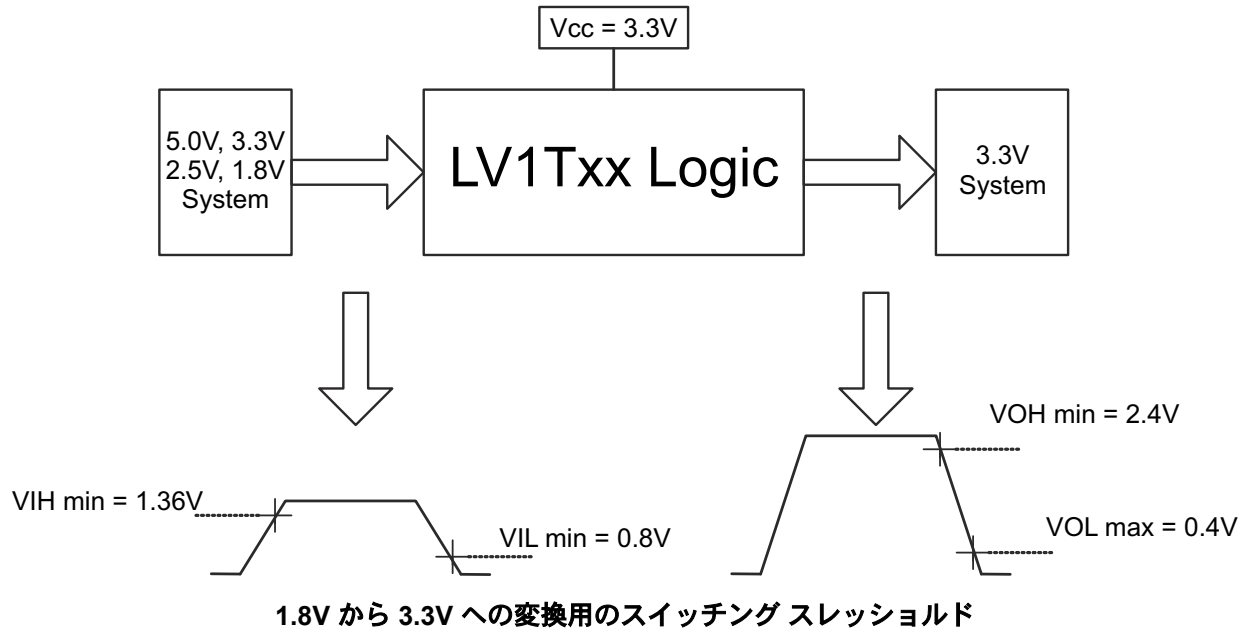 Vcc = 3.3V
5.0V, 3.3V
2.5V, 1.8V
System
LV1Txx Logic
3.3V
System
VOH min = 2.4V
VIH min = 1.36V
VIL min = 0.8V
VOL max = 0.4V
1.8V から 3.3V への変換用のスイッチング スレッショルド